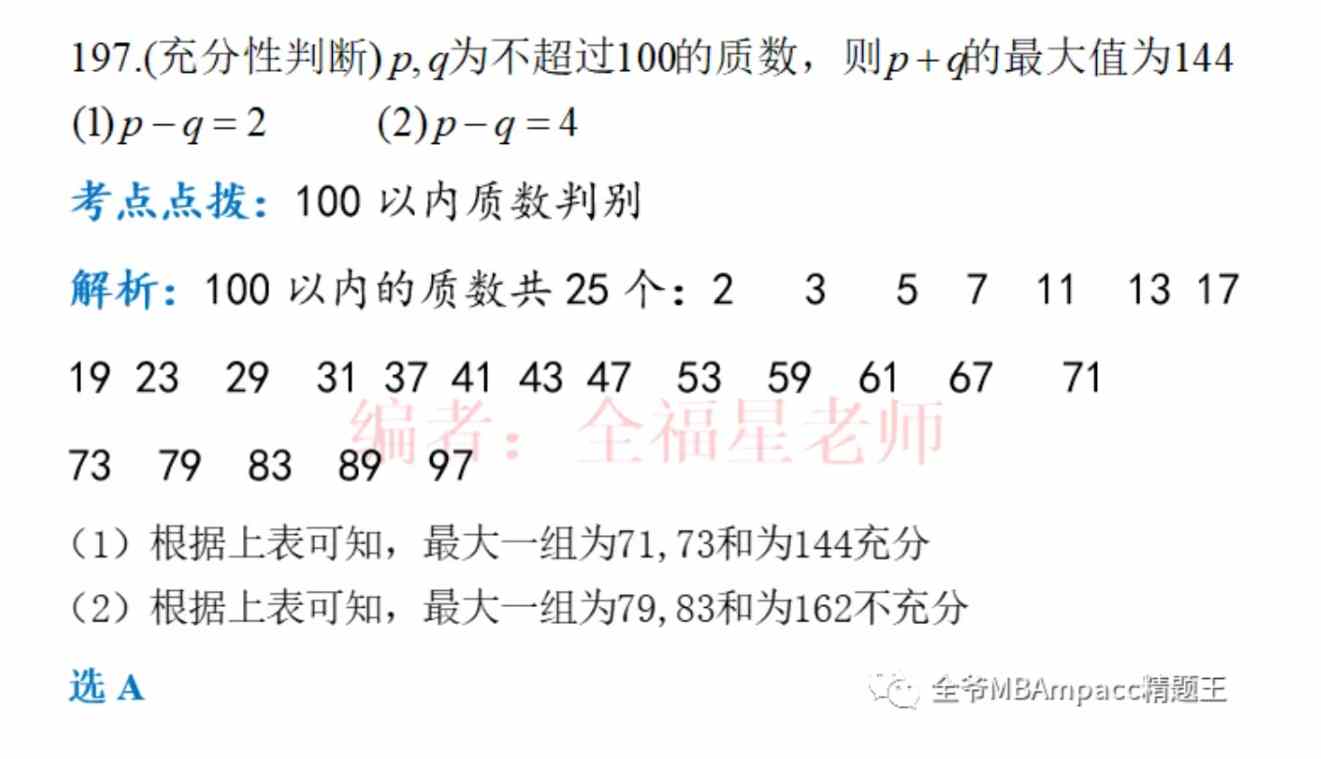 197.(充分性判断) p,q为不超过100的质数，则p+q的最大值为144
(1)p−q=2 (2)p−q=4
考点点拨：100 以内质数判别
解析：100 以内的质数共 25 个：2 3 5 7 11 13 17
19 23 29 31 37 41 43 47 53 59 61 67 71
编者：全福星老师
73 79 83 89 97
（1）根据上表可知，最大一组为71,73和为144充分
（2）根据上表可知，最大一组为79,83和为162不充分
选 A
全爷MBAmpacc精题王